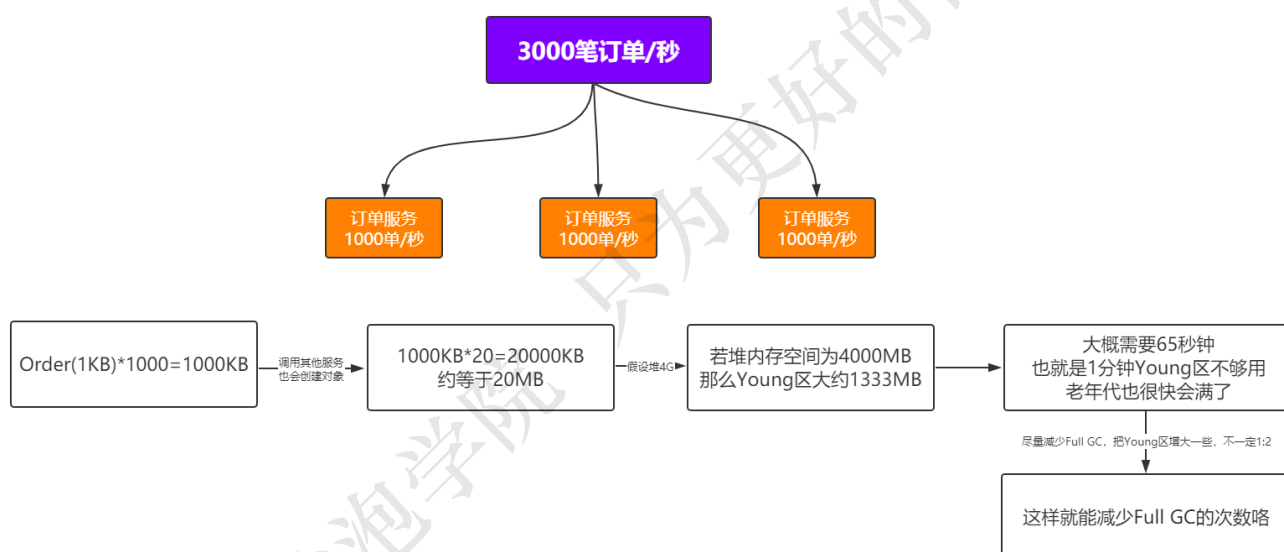 3000笔订单/秒
订单服务
1000单/秒
订单服务
1000单/秒
订单服务
1000单/秒
Order(1KB)*1000=1000KB
调用其他服务
也会创建对象
1000KB*20=20000KB
约等于20MB
假设堆4G
若堆内存空间为4000MB
那么Young区大约1333MB
大概需要65秒钟
也就是1分钟Young区不够用
老年代也很快会满了
尽量减少Full GC，把Young区增大一些，不一定1:2
这样就能减少Full GC的次数咯
泡学院 只为更好的